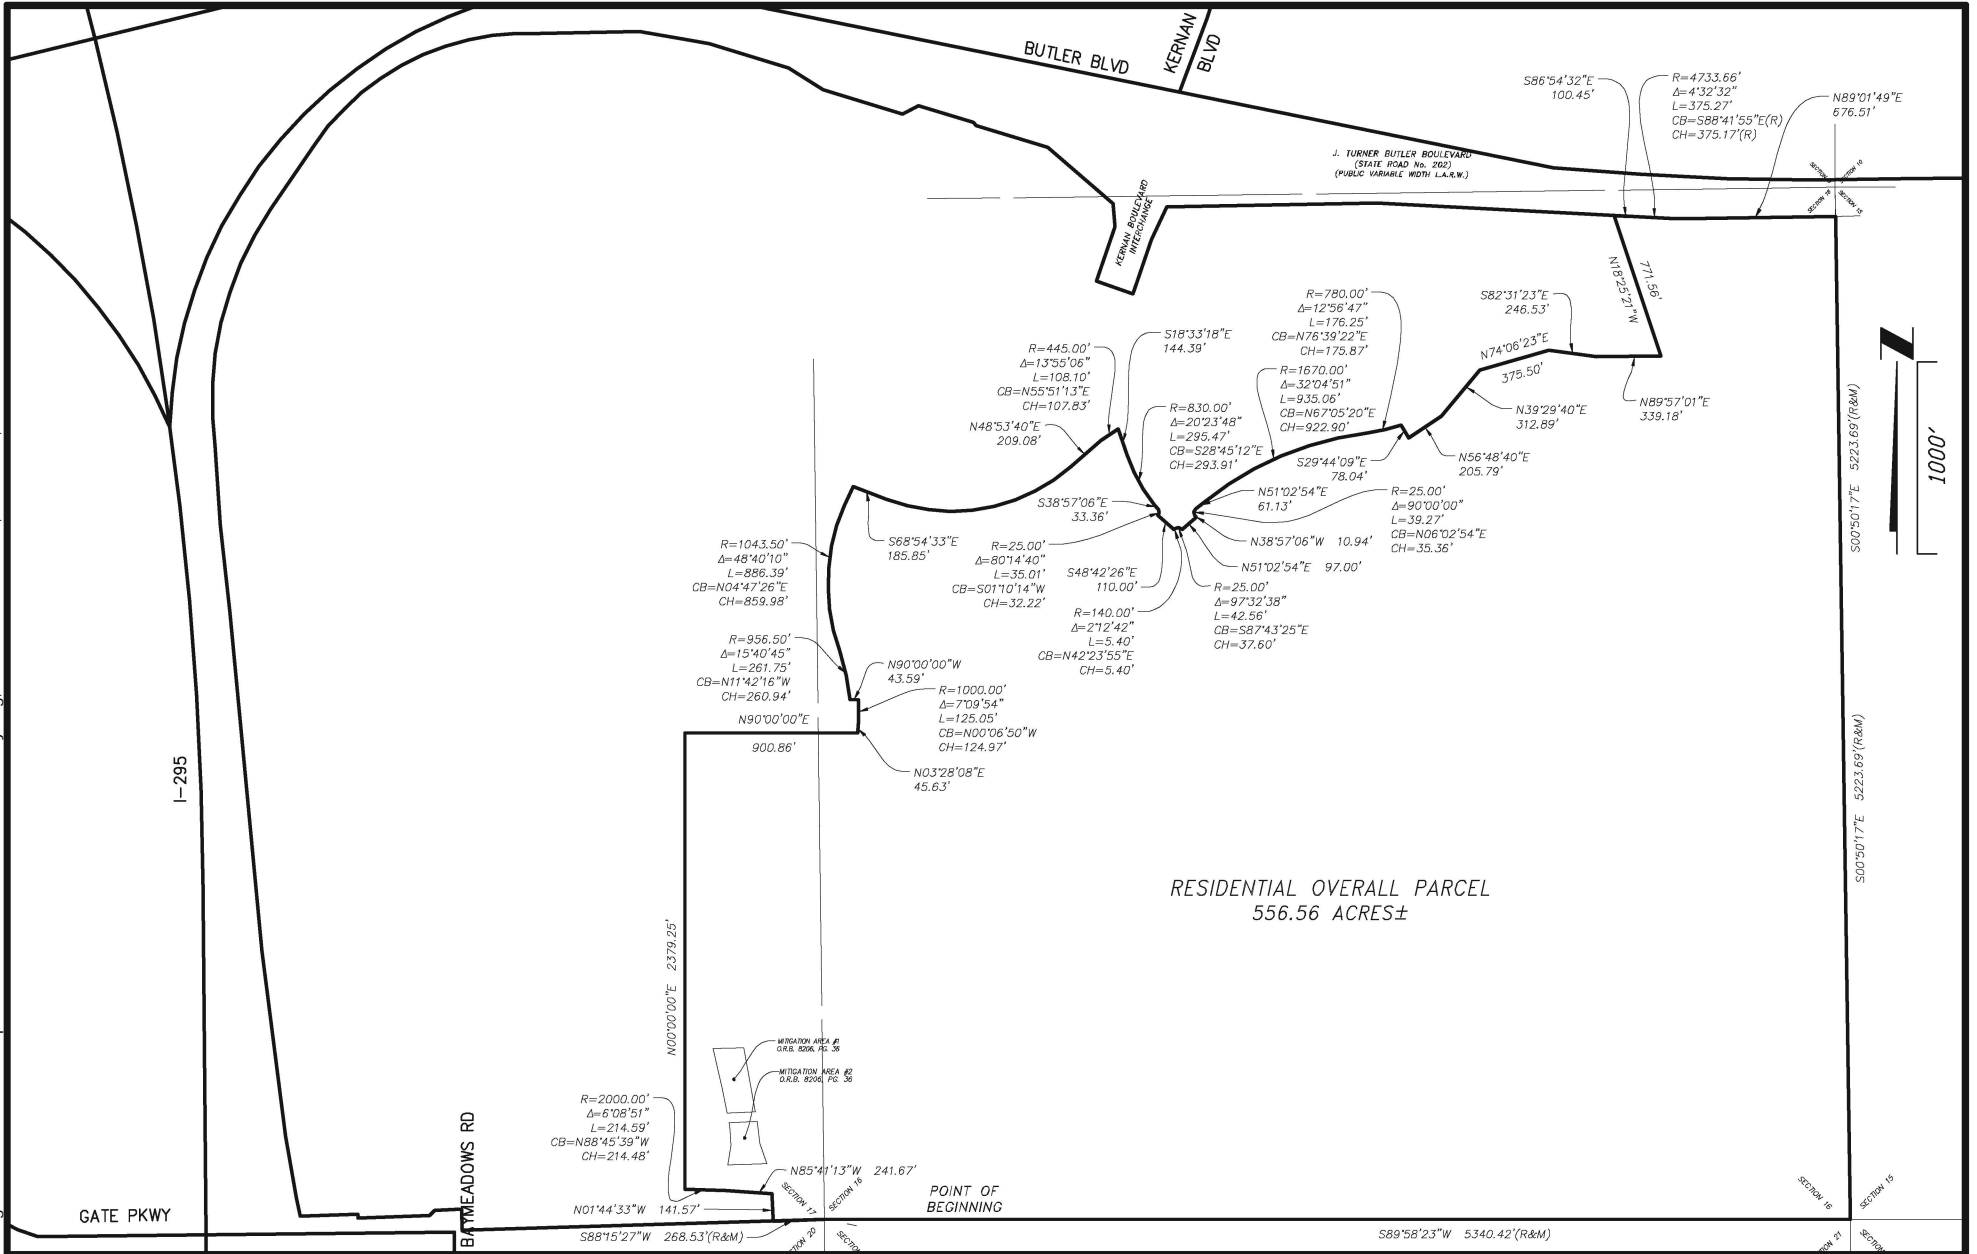 BUTLER BLVD
KERNAN
BLVD
S86°54'32"E
100.45'
R=4733.66'
Δ=4°32'32"
L=375.27'
CB=S88°41'55"E(R)
CH=375.17'(R)
N89°01'49"E
676.51'
J. TURNER BUTLER BOULEVARD
(STATE ROAD No. 202)
(PUBLIC VARIABLE WIDTH L.A.R.W.)
SECTION 10
SECTION 16
SECTION 15
KERNAN BOULEVARD
INTERCHANGE
N18°25'21"W
771.56'
S82°31'23"E
246.53'
N74°06'23"E
375.50'
N89°57'01"E
339.18'
N39°29'40"E
312.89'
N56°48'40"E
205.79'
R=780.00'
Δ=12°56'47"
L=176.25'
CB=N76°39'22"E
CH=175.87'
R=1670.00'
Δ=32°04'51"
L=935.06'
CB=N67°05'20"E
CH=922.90'
S29°44'09"E
78.04'
S18°33'18"E
144.39'
R=445.00'
Δ=13°55'06"
L=108.10'
CB=N55°51'13"E
CH=107.83'
R=830.00'
Δ=20°23'48"
L=295.47'
CB=S28°45'12"E
CH=293.91'
N48°53'40"E
209.08'
S38°57'06"E
33.36'
N51°02'54"E
61.13'
R=25.00'
Δ=90°00'00"
L=39.27'
CB=N06°02'54"E
CH=35.36'
N38°57'06"W 10.94'
N51°02'54"E 97.00'
S68°54'33"E
185.85'
R=25.00'
Δ=80°14'40"
L=35.01'
CB=S01°10'14"W
CH=32.22'
S48°42'26"E
110.00'
R=140.00'
Δ=2°12'42"
L=5.40'
CB=N42°23'55"E
CH=5.40'
R=25.00'
Δ=97°32'38"
L=42.56'
CB=S87°43'25"E
CH=37.60'
R=1043.50'
Δ=48°40'10"
L=886.39'
CB=N04°47'26"E
CH=859.98'
R=956.50'
Δ=15°40'45"
L=261.75'
CB=N11°42'16"W
CH=260.94'
N90°00'00"W
43.59'
R=1000.00'
Δ=7°09'54"
L=125.05'
CB=N00°06'50"W
CH=124.97'
N90°00'00"E
900.86'
N03°28'08"E
45.63'
S00°50'17"E 5223.69'(R&M)
S00°50'17"E 5223.69'(R&M)
1000'
I-295
RESIDENTIAL OVERALL PARCEL
556.56 ACRES±
N00°00'00"E 2379.25'
MITIGATION AREA #1
O.R.B. 8206, PG. 36
MITIGATION AREA #2
O.R.B. 8206, PG. 36
R=2000.00'
Δ=6°08'51"
L=214.59'
CB=N88°45'39"W
CH=214.48'
N85°41'13"W 241.67'
N01°44'33"W 141.57'
S88°15'27"W 268.53'(R&M)
SECTION 17
SECTION 16
POINT OF
BEGINNING
S89°58'23"W 5340.42'(R&M)
SECTION 16
SECTION 15
GATE PKWY
BAYMEADOWS RD